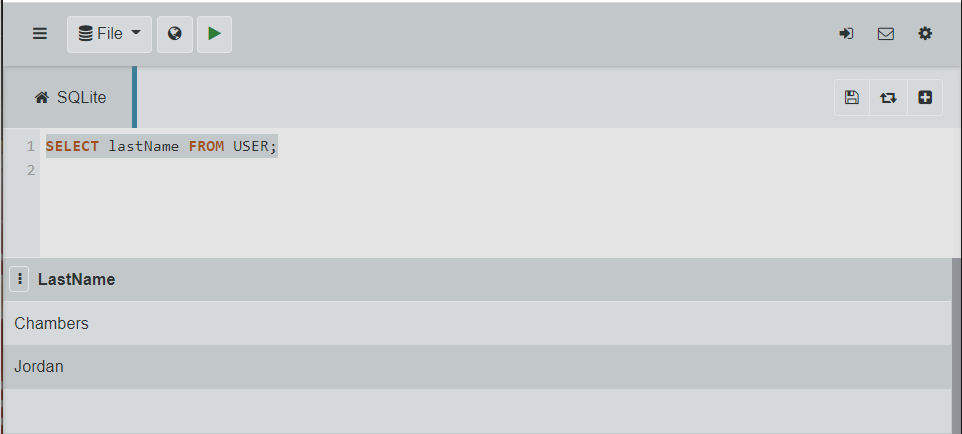 File
SQLite
1 SELECT lastName FROM USER;
2
LastName
Chambers
Jordan